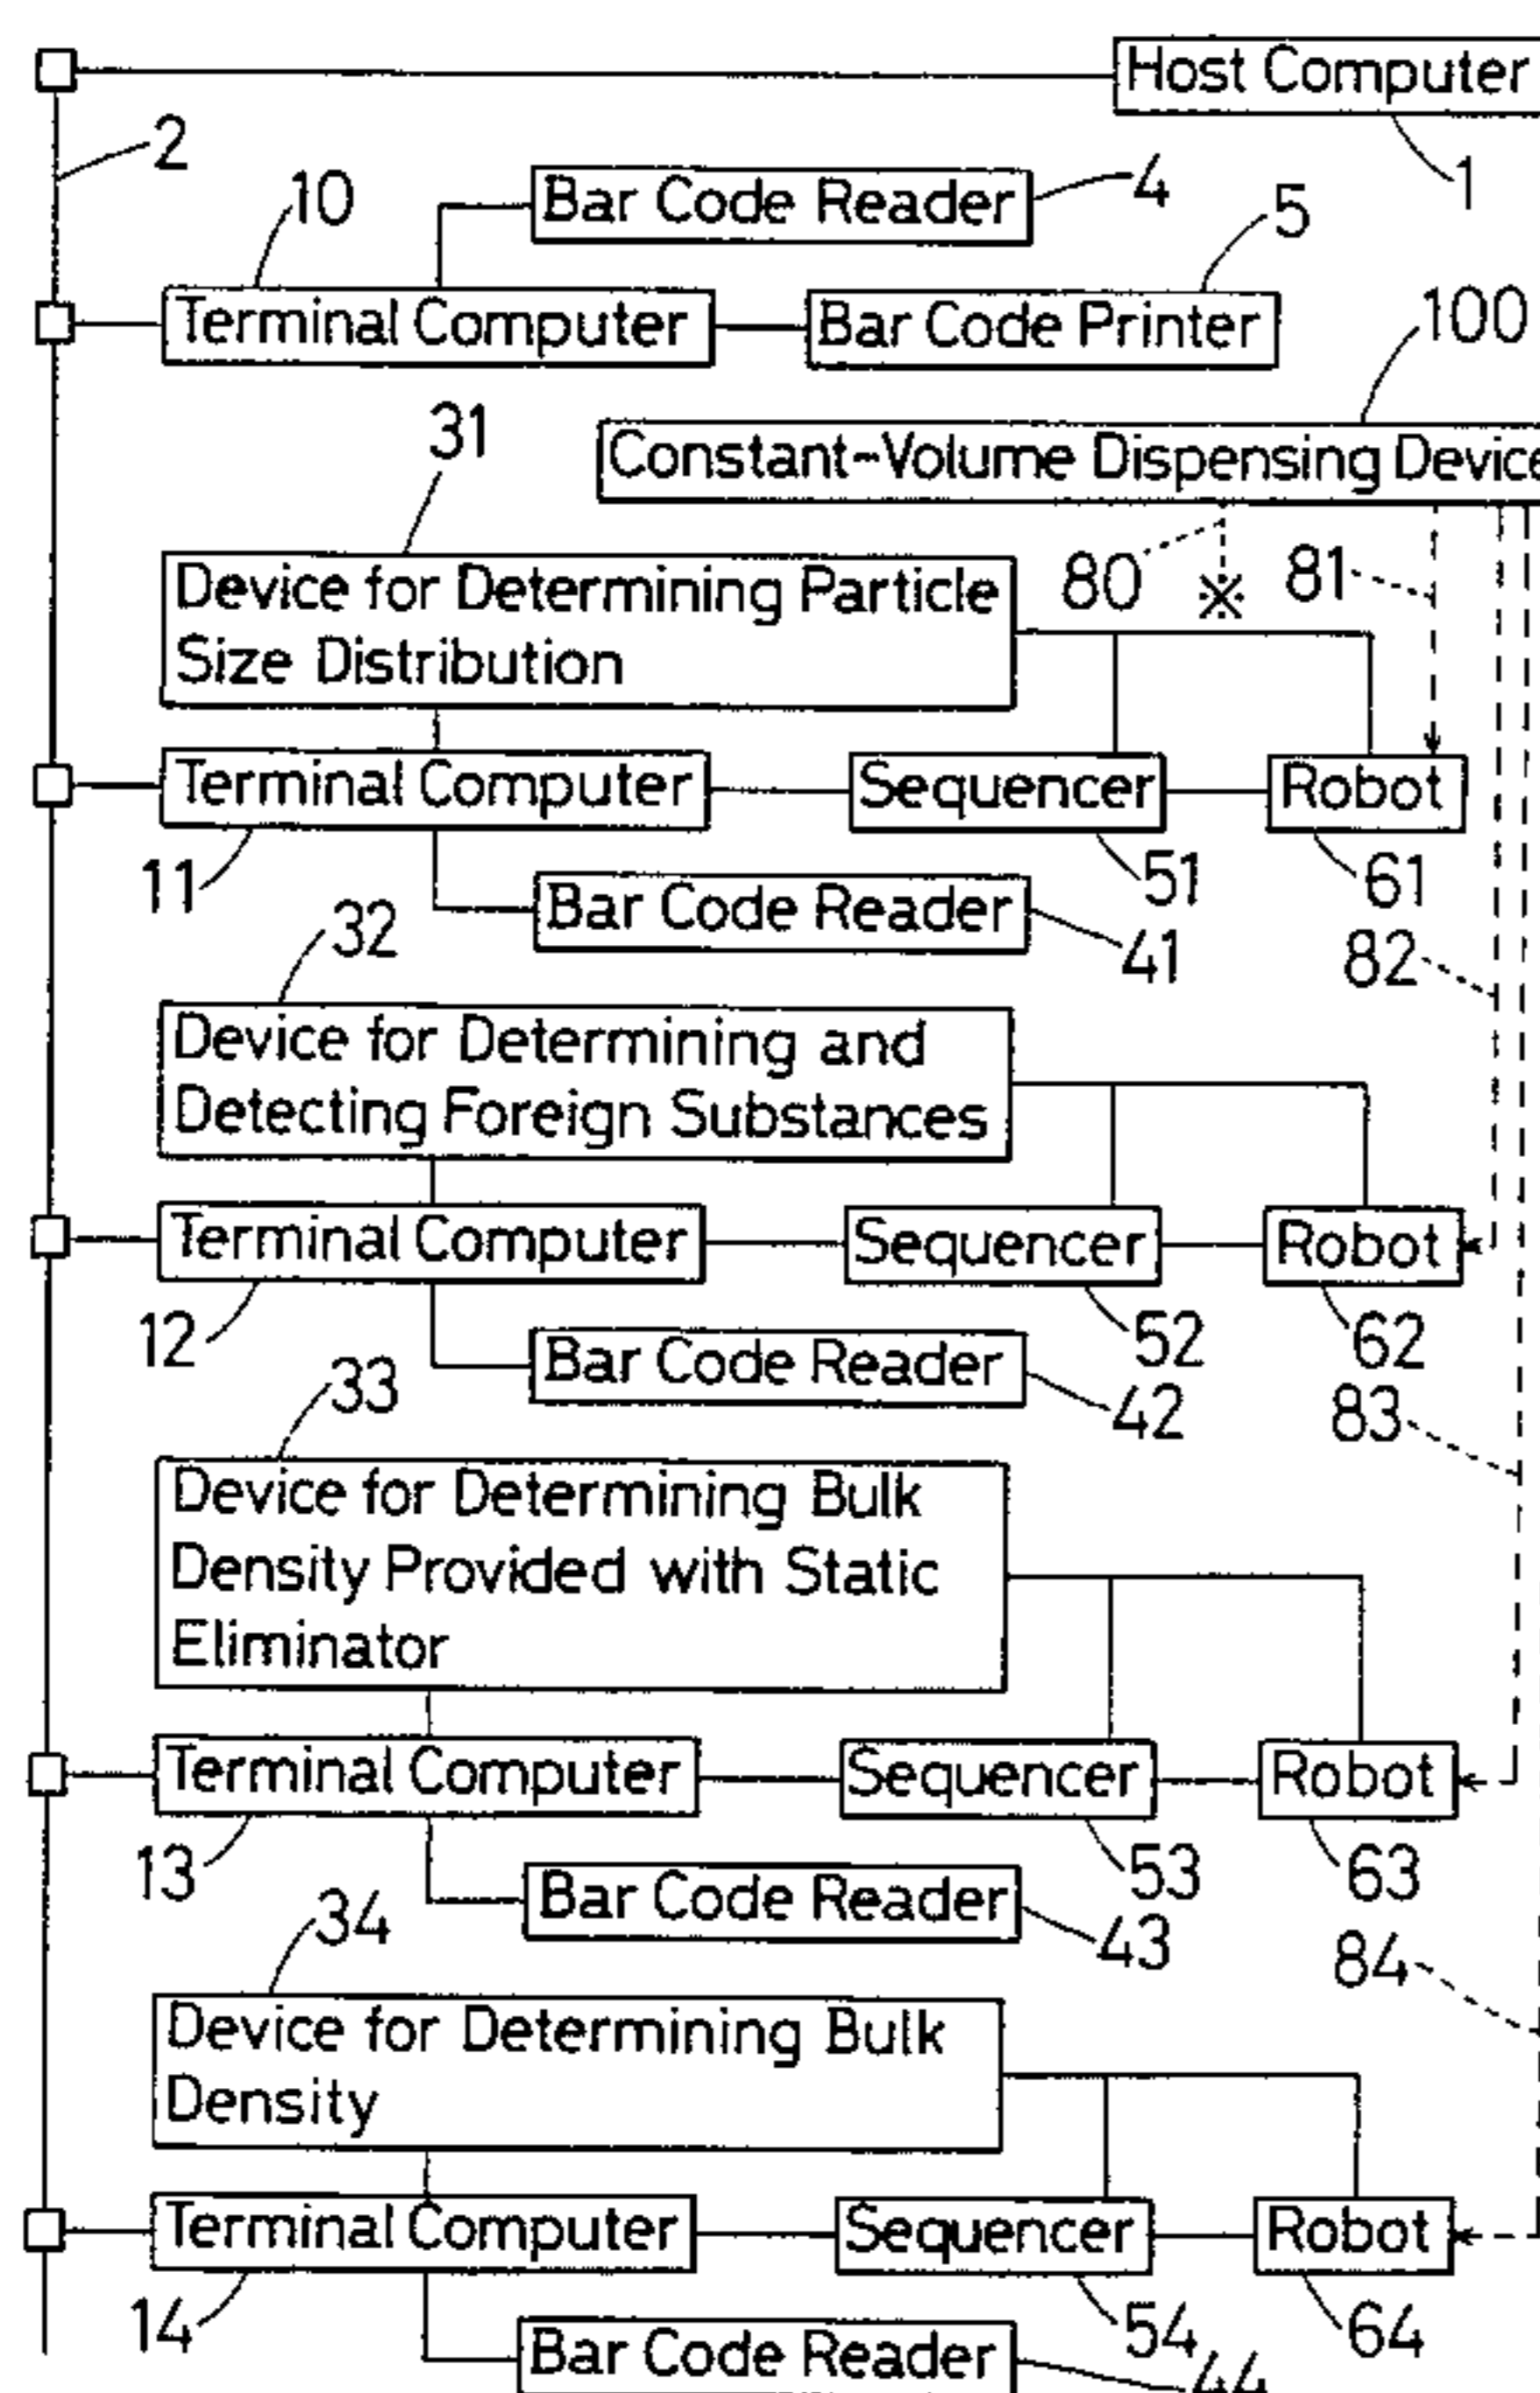 Host Computer
2
1
10
Bar Code Reader
4
5
Terminal Computer
Bar Code Printer
100
31
Constant-Volume Dispensing Device
80
※
81
Device for Determining Particle
Size Distribution
Terminal Computer
Sequencer
Robot
11
51
61
Bar Code Reader
41
32
82
Device for Determining and
Detecting Foreign Substances
Terminal Computer
Sequencer
Robot
12
52
62
Bar Code Reader
42
33
83
Device for Determining Bulk
Density Provided with Static
Eliminator
Terminal Computer
Sequencer
Robot
13
53
63
Bar Code Reader
43
34
84
Device for Determining Bulk
Density
Terminal Computer
Sequencer
Robot
14
54
64
Bar Code Reader
44